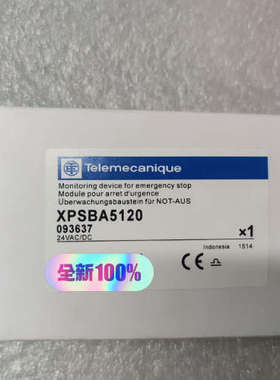 Telemecanique
Monitoring device for emergency stop
Module pour arret d'urgence
Überwachungsbaustein für NOT-AUS
XPSBA5120
093637
24VAC/DC
x1
Indonesia 1514
CE
全新100%